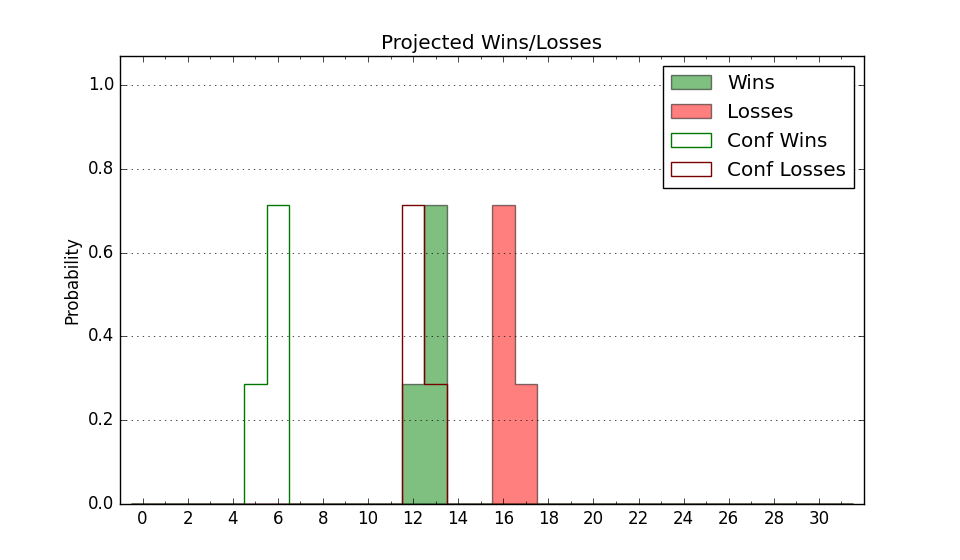 Projected Wins/Losses
Wins
Losses
Conf Wins
Conf Losses
Probability
1.0
0.8
0.6
0.4
0.2
0.0
0 2 4 6 8 10 12 14 16 18 20 22 24 26 28 30